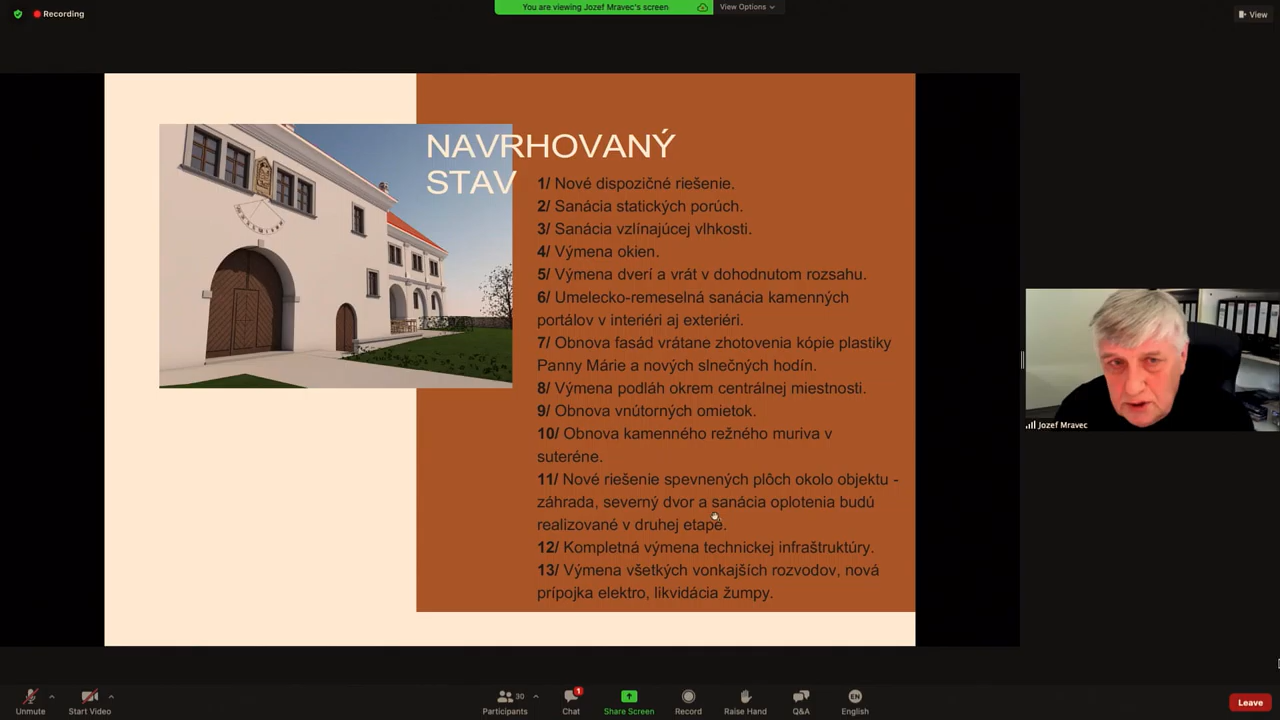 Recording
You are viewing Jozef Mravec's screen
View Options
View
NAVRHOVANÝ
STAV
1/ Nové dispozičné riešenie.
2/ Sanácia statických porúch.
3/ Sanácia vzlínajúcej vlhkosti.
4/ Výmena okien.
5/ Výmena dverí a vrát v dohodnutom rozsahu.
6/ Umelecko-remeselná sanácia kamenných
portálov v interiéri aj exteriéri.
7/ Obnova fasád vrátane zhotovenia kópie plastiky
Panny Márie a nových slnečných hodín.
8/ Výmena podláh okrem centrálnej miestnosti.
9/ Obnova vnútorných omietok.
10/ Obnova kamenného režného muriva v
suteréne.
11/ Nové riešenie spevnených plôch okolo objektu -
záhrada, severný dvor a sanácia oplotenia budú
realizované v druhej etape.
12/ Kompletná výmena technickej infraštruktúry.
13/ Výmena všetkých vonkajších rozvodov, nová
prípojka elektro, likvidácia žumpy.
Jozef Mravec
Unmute
Start Video
30
Participants
1
Chat
Share Screen
Record
Raise Hand
Q&A
EN
English
Leave